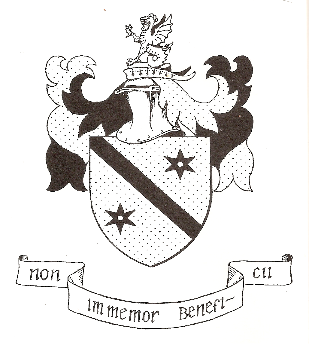 non
Immemor Benefi-
cii